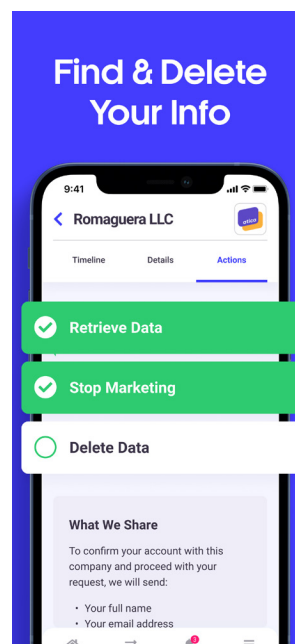 Find & Delete
Your Info
9:41
Romaguera LLC
otico
Timeline Details Actions
Retrieve Data
Stop Marketing
Delete Data
What We Share
To confirm your account with this
company and proceed with your
request, we will send:
• Your full name
• Your email address